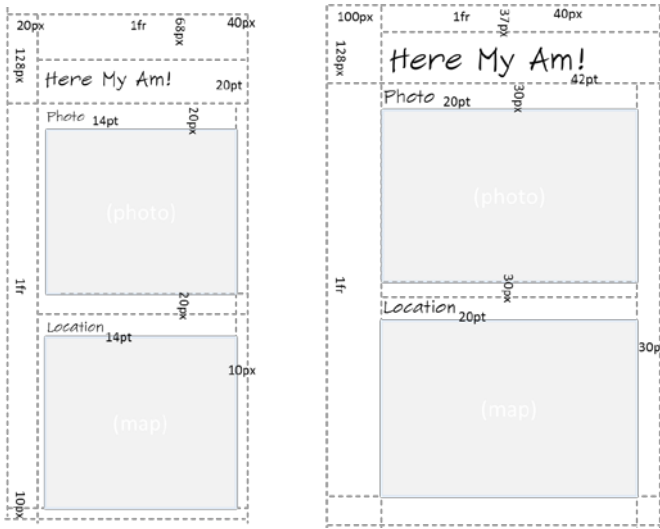 20px 1fr 68px 40px
128px
Here My Am!
20pt
Photo 14pt 20px
(photo)
1fr
20px
Location
14pt
10px
(map)
10px
100px 1fr 37px 40px
128px
Here My Am!
42pt
Photo 20pt 30px
(photo)
1fr
30px
Location
20pt
30p
(map)